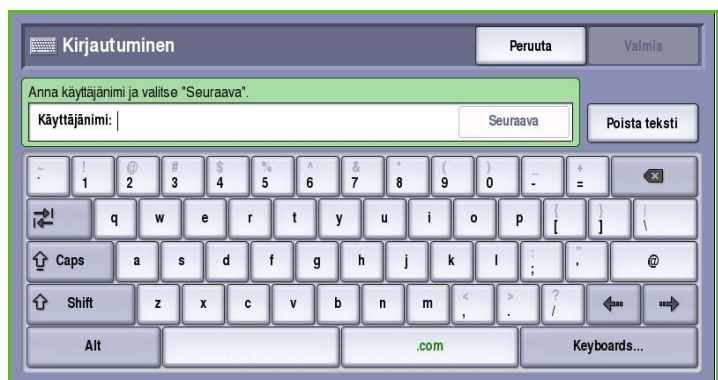 Kirjautuminen Peruuta Valmis
Anna käyttäjänimi ja valitse "Seuraava".
Käyttäjänimi: Seuraava Poista teksti
~ ! @ # $ % ^ & * ( ) _ +
1 2 3 4 5 6 7 8 9 0 - =
q w e r t y u i o p { [ } ] | \
Caps a s d f g h j k l : ; " ' @
Shift z x c v b n m < , > . ? /
Alt .com Keyboards...